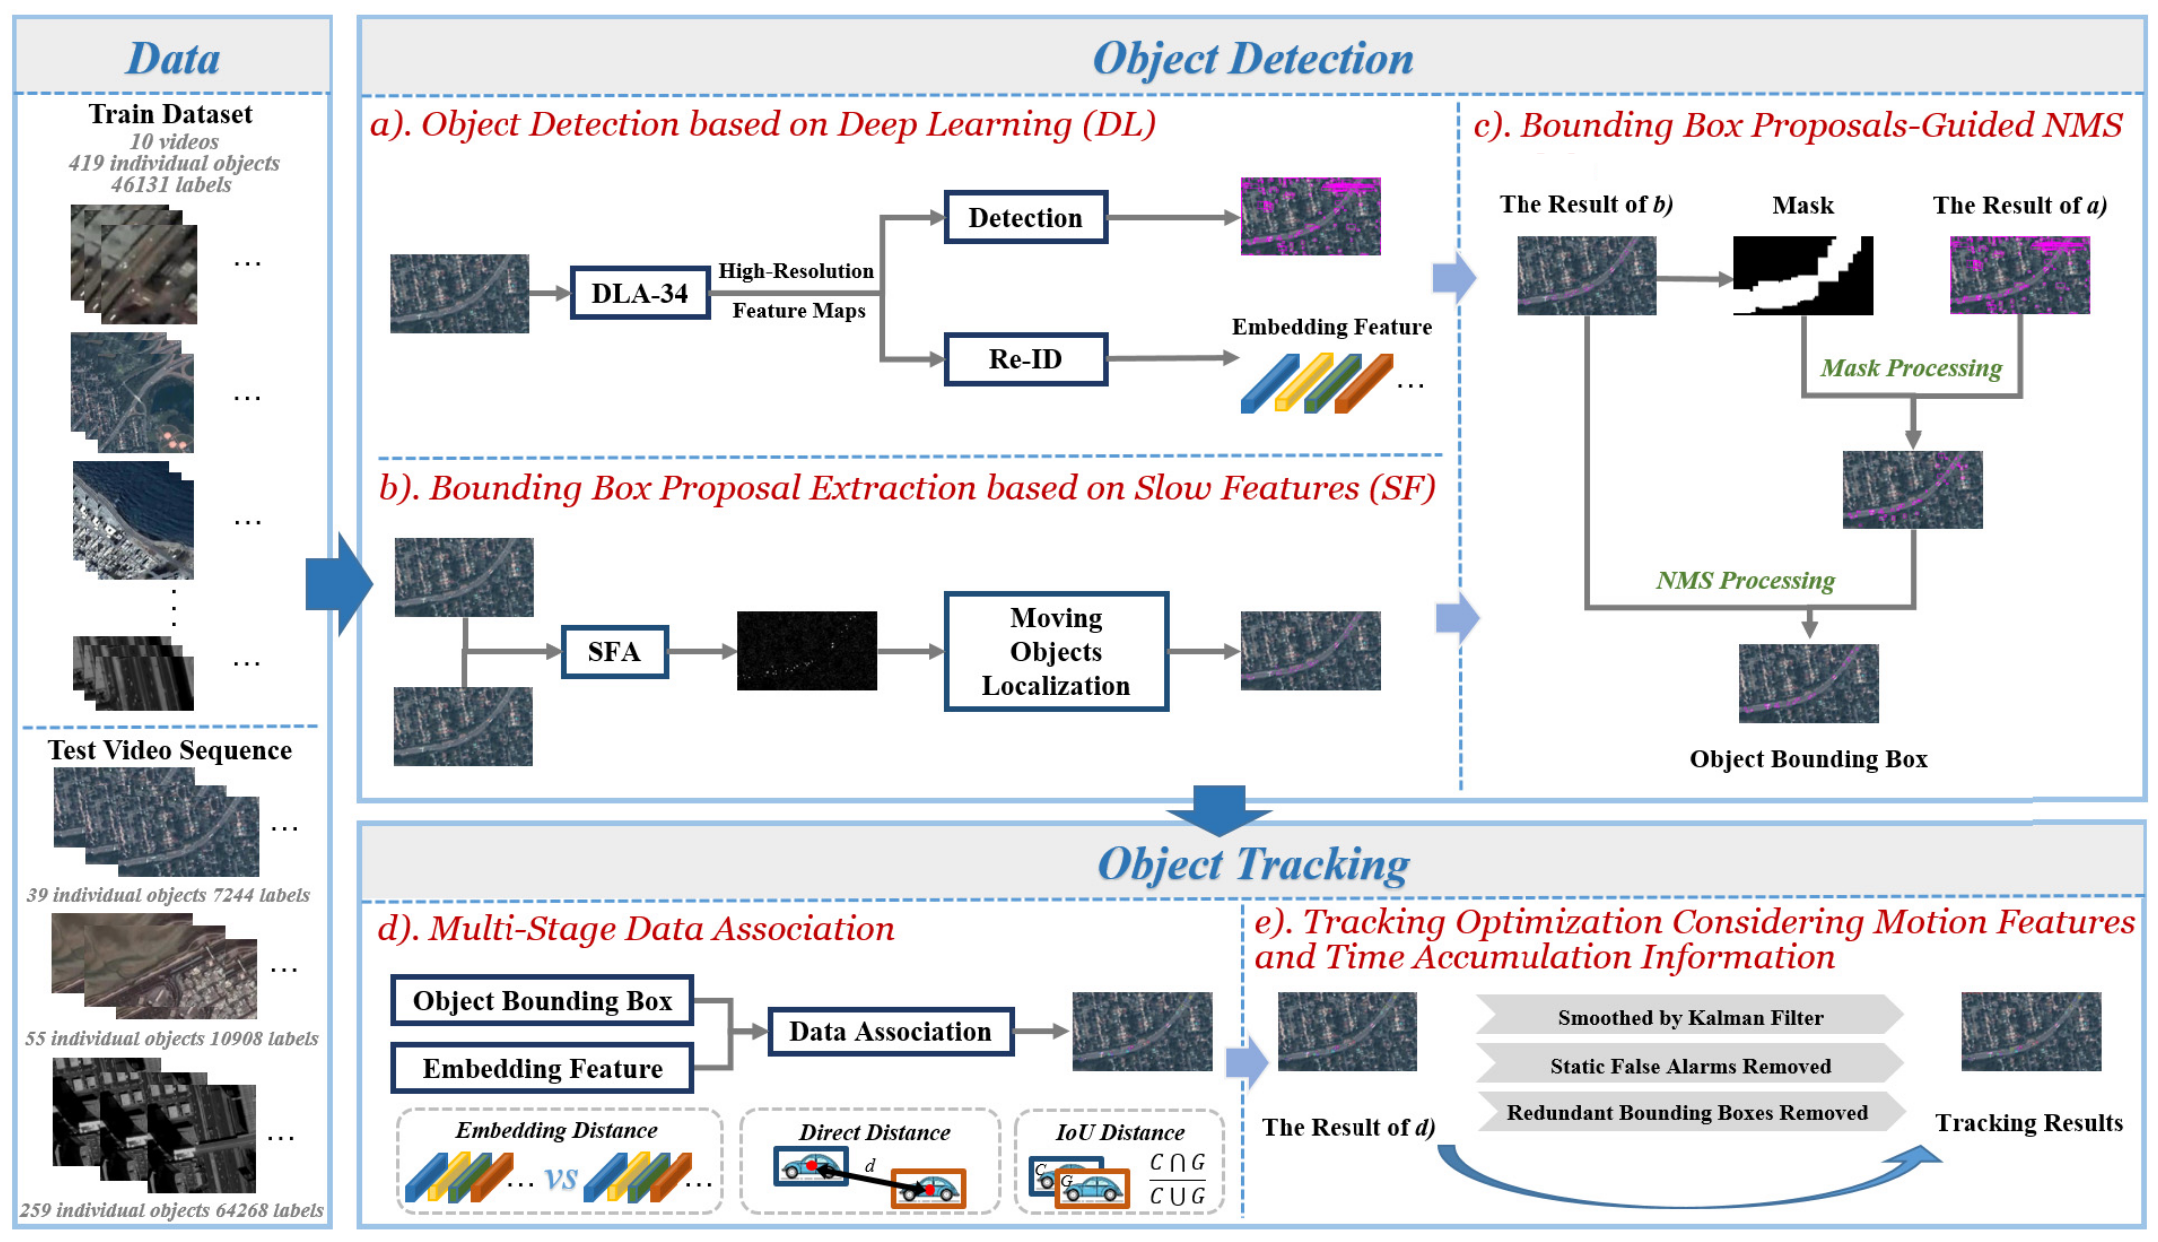 Data
Train Dataset
10 videos
419 individual objects
46131 labels
...
...
...
...
Test Video Sequence
...
39 individual objects 7244 labels
...
55 individual objects 10908 labels
...
259 individual objects 64268 labels
Object Detection
a). Object Detection based on Deep Learning (DL)
DLA-34
High-Resolution
Feature Maps
Detection
Re-ID
Embedding Feature
...
b). Bounding Box Proposal Extraction based on Slow Features (SF)
SFA
Moving
Objects
Localization
c). Bounding Box Proposals-Guided NMS
The Result of b)
Mask
The Result of a)
Mask Processing
NMS Processing
Object Bounding Box
Object Tracking
d). Multi-Stage Data Association
Object Bounding Box
Embedding Feature
Data Association
Embedding Distance
... vs ...
Direct Distance
d
IoU Distance
C
G
C ∩ G
C ∪ G
e). Tracking Optimization Considering Motion Features
and Time Accumulation Information
Smoothed by Kalman Filter
Static False Alarms Removed
Redundant Bounding Boxes Removed
The Result of d)
Tracking Results